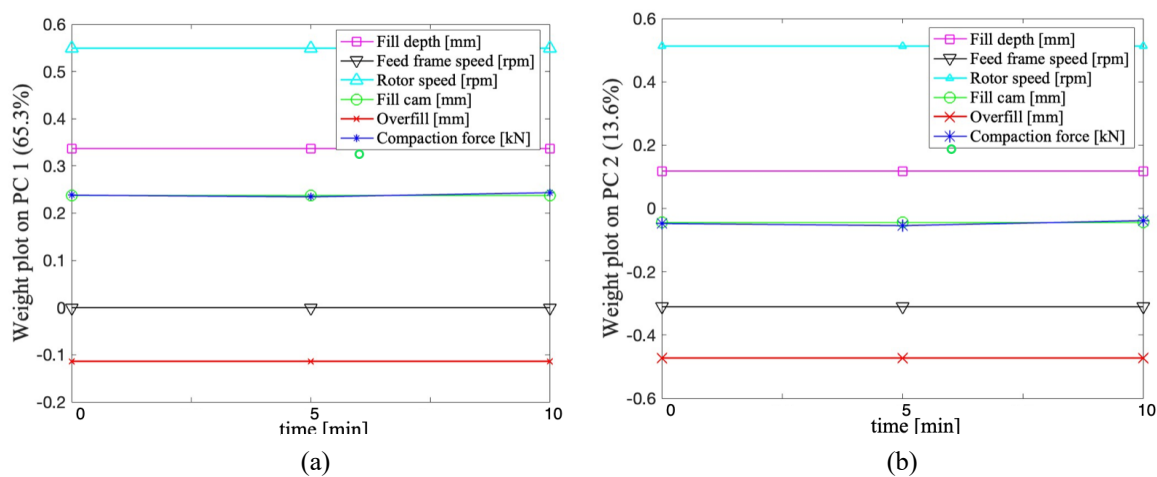 0.6
0.5
0.4
0.3
0.2
0.1
0
-0.1
-0.2
Weight plot on PC 1 (65.3%)
Fill depth [mm]
Feed frame speed [rpm]
Rotor speed [rpm]
Fill cam [mm]
Overfill [mm]
Compaction force [kN]
0 5 10
time [min]
(a)
0.6
0.4
0.2
0
-0.2
-0.4
-0.6
Weight plot on PC 2 (13.6%)
Fill depth [mm]
Feed frame speed [rpm]
Rotor speed [rpm]
Fill cam [mm]
Overfill [mm]
Compaction force [kN]
0 5 10
time [min]
(b)